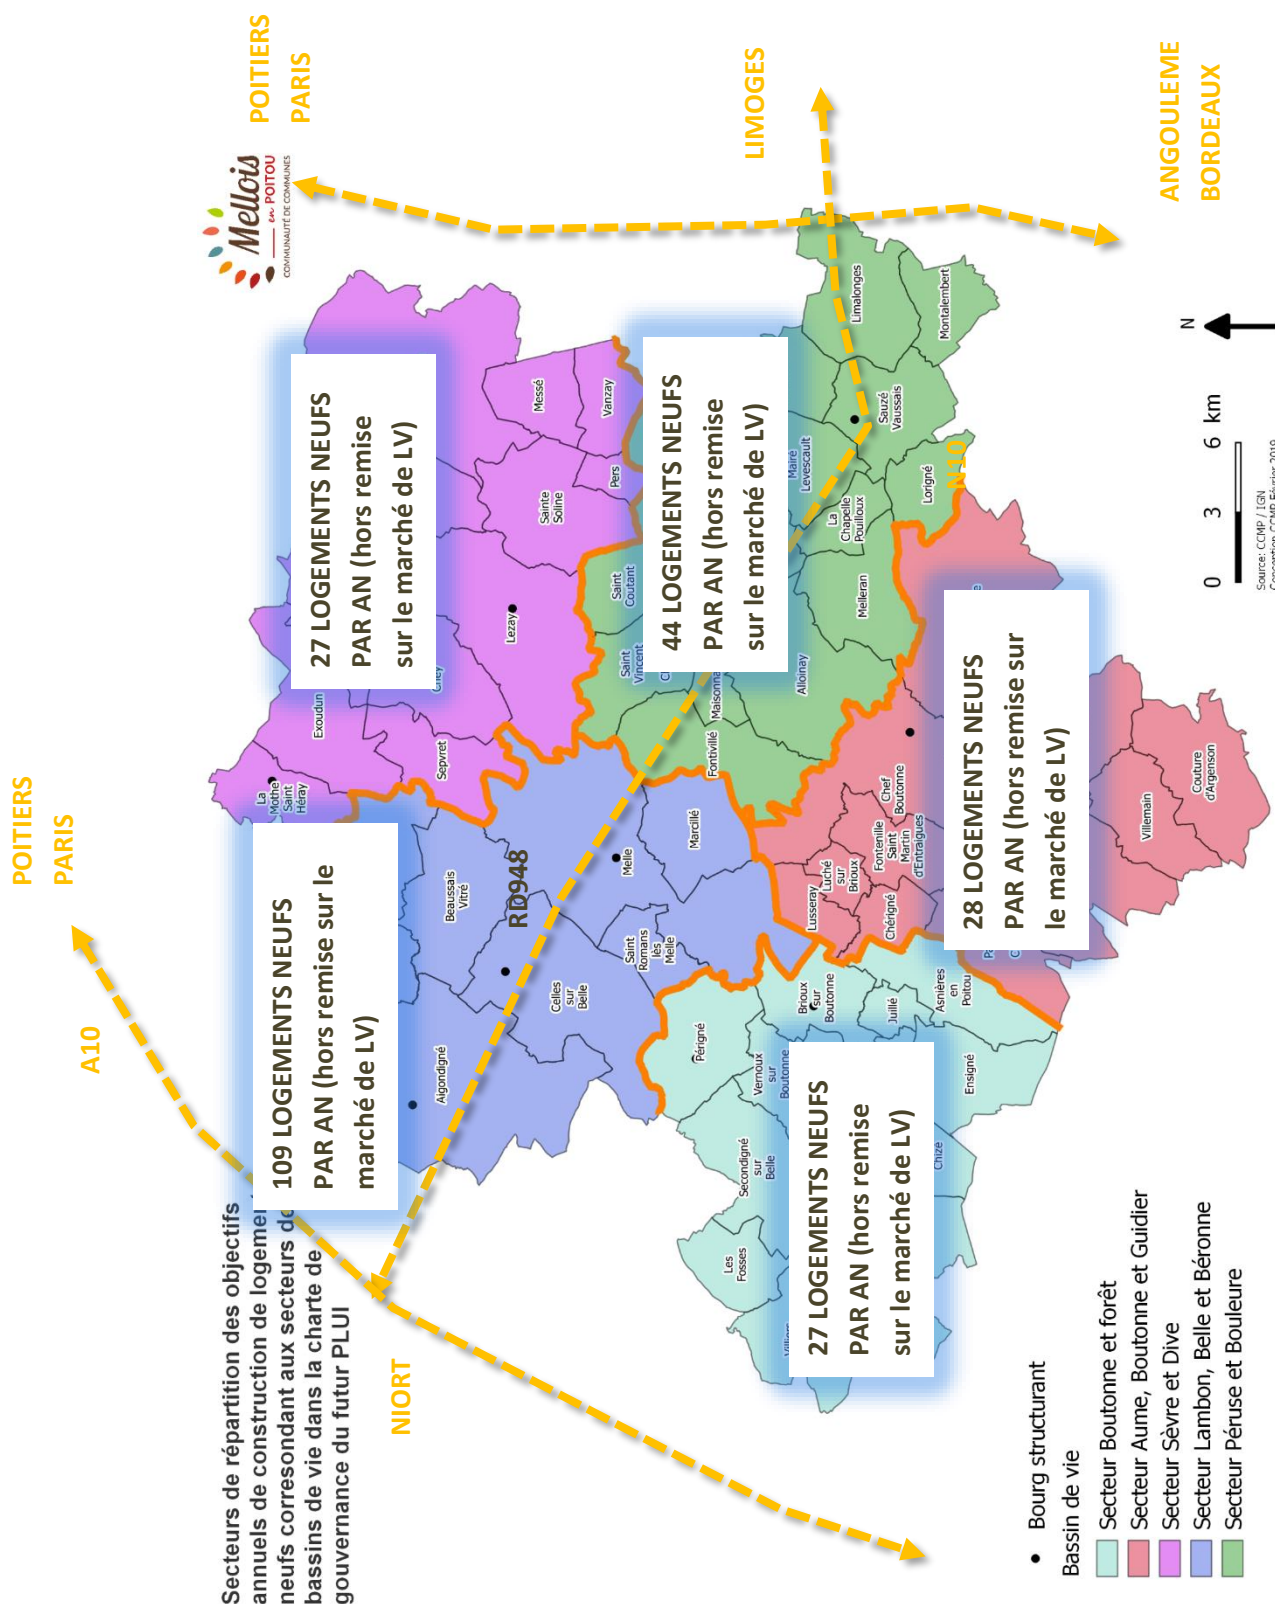 Secteurs de répartition des objectifs
annuels de construction de logemen
neufs corresondant aux secteurs de
bassins de vie dans la charte de
gouvernance du futur PLUI
Mellois
en POITOU
COMMUNAUTÉ DE COMMUNES
POITIERS
PARIS
A10
POITIERS
PARIS
NIORT
LIMOGES
ANGOULEME
BORDEAUX
RD948
N10
109 LOGEMENTS NEUFS
PAR AN (hors remise sur le
marché de LV)
27 LOGEMENTS NEUFS
PAR AN (hors remise
sur le marché de LV)
44 LOGEMENTS NEUFS
PAR AN (hors remise
sur le marché de LV)
27 LOGEMENTS NEUFS
PAR AN (hors remise
sur le marché de LV)
28 LOGEMENTS NEUFS
PAR AN (hors remise sur
le marché de LV)
La
Mothe
Saint
Héray
Exoudun
Sepvret
Chey
Lezay
Sainte
Soline
Messé
Vanzay
Pers
Aigondigné
Beaussais
Vitré
Celles
sur
Belle
Saint
Romans
lès
Melle
Melle
Marcillé
Saint
Coutant
Saint
Vincent
Fontivillé
Maisonna
Alloinay
Melleran
La
Chapelle
Pouilloux
Mairé
Levescault
Sauzé
Vaussais
Limalonges
Montalembert
Lorigné
Périgné
Brioux
sur
Boutonne
Vernoux
sur
Boutonne
Secondigné
sur
Belle
Les
Fosses
Villiers
Juillé
Asnières
en
Poitou
Ensigné
Chizé
Lusseray
Luché
sur
Brioux
Chérigné
Fontenille
Saint
Martin
d'Entraigues
Chef
Boutonne
Villemain
Couture
d'Argenson
Bourg structurant
Bassin de vie
Secteur Boutonne et forêt
Secteur Aume, Boutonne et Guidier
Secteur Sèvre et Dive
Secteur Lambon, Belle et Béronne
Secteur Péruse et Bouleure
N
0 3 6 km
Source: CCMP / IGN
Conception CCMP Février 2019